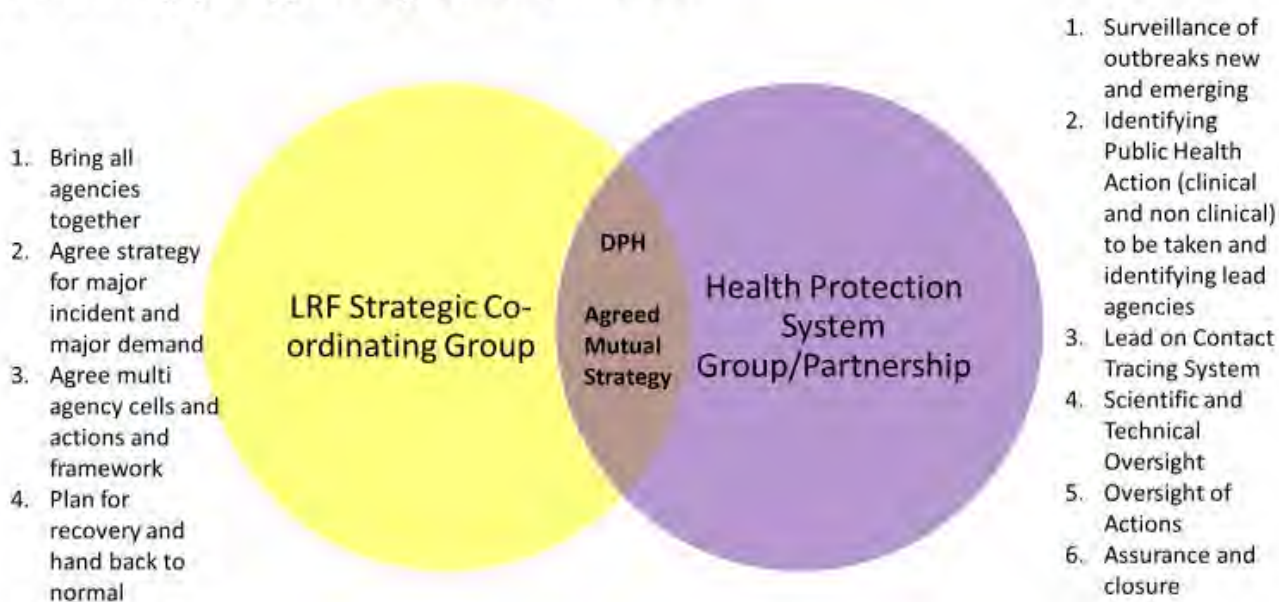 1. Bring all
agencies
together
2. Agree strategy
for major
incident and
major demand
3. Agree multi
agency cells and
actions and
framework
4. Plan for
recovery and
hand back to
normal
LRF Strategic Co-
ordinating Group
DPH
Agreed
Mutual
Strategy
Health Protection
System
Group/Partnership
1. Surveillance of
outbreaks new
and emerging
2. Identifying
Public Health
Action (clinical
and non clinical)
to be taken and
identifying lead
agencies
3. Lead on Contact
Tracing System
4. Scientific and
Technical
Oversight
5. Oversight of
Actions
6. Assurance and
closure